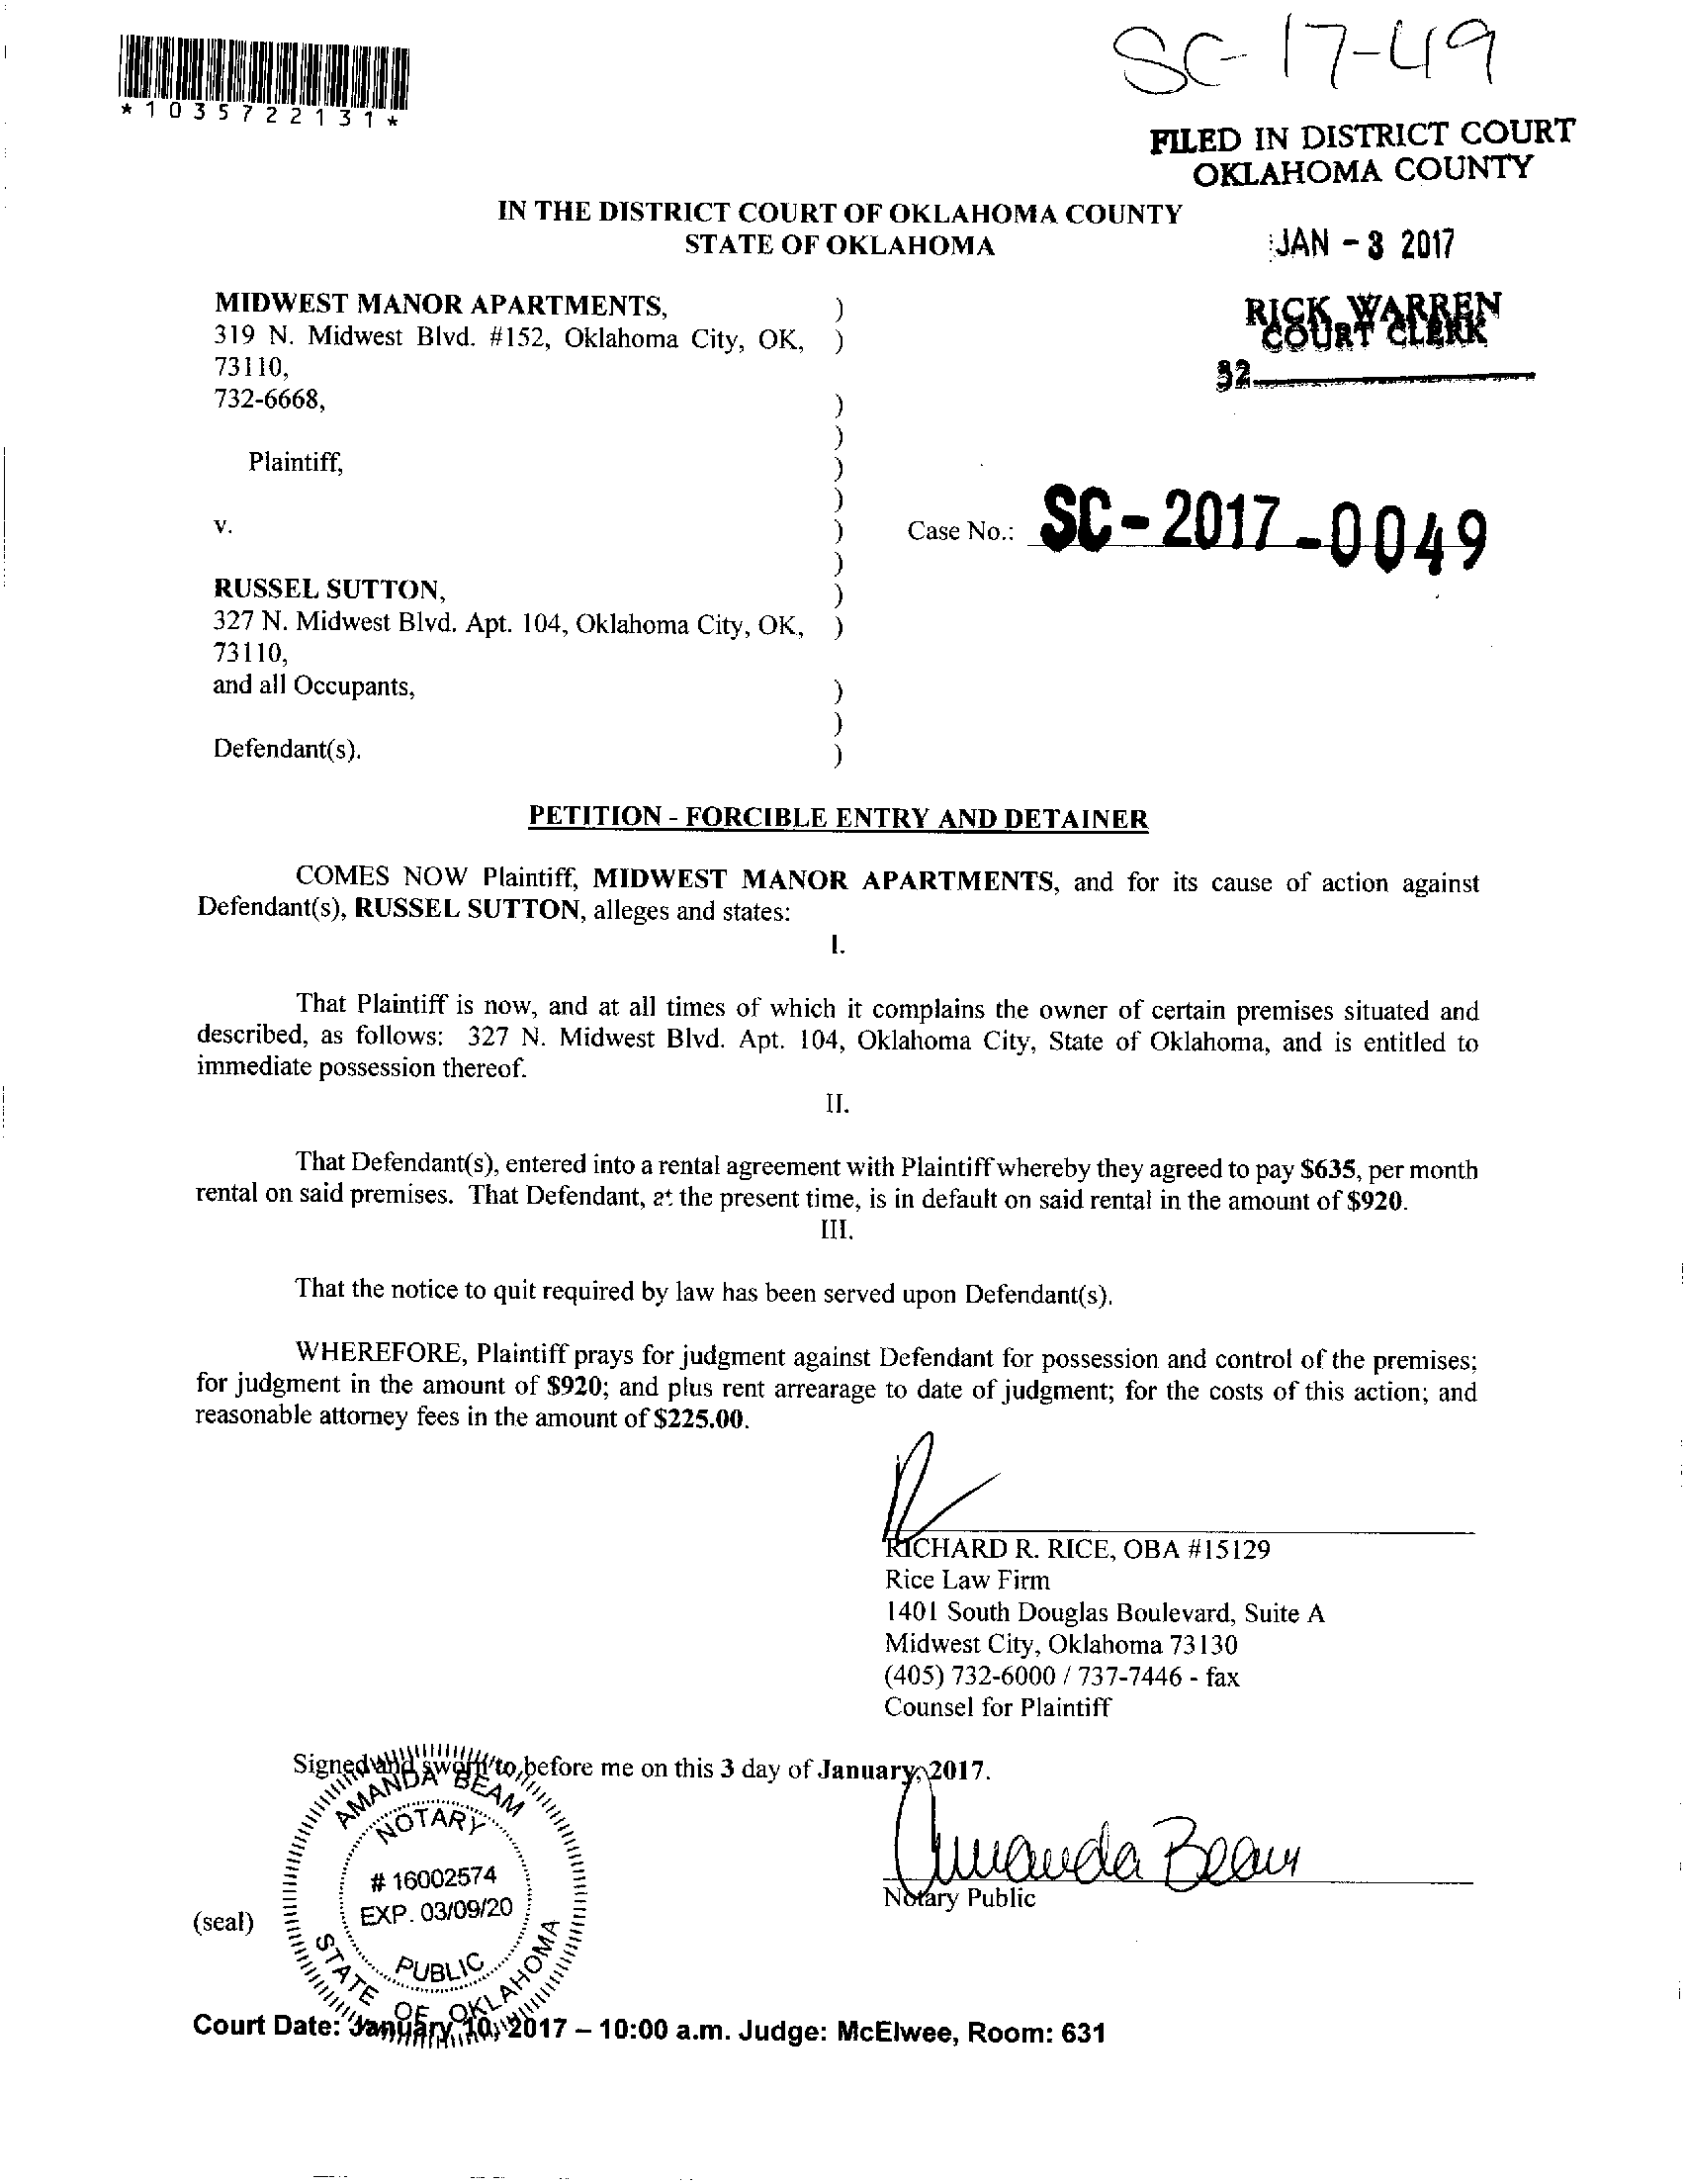 SC-17-49
*1035722131*
FILED IN DISTRICT COURT
OKLAHOMA COUNTY
IN THE DISTRICT COURT OF OKLAHOMA COUNTY
STATE OF OKLAHOMA
JAN - 3 2017
RICK WARREN
COURT CLERK
32
MIDWEST MANOR APARTMENTS, )
319 N. Midwest Blvd. #152, Oklahoma City, OK, )
73110,
732-6668, )
)
Plaintiff, )
)
v. )
Case No.: SC-2017-0049
)
RUSSEL SUTTON, )
327 N. Midwest Blvd. Apt. 104, Oklahoma City, OK, )
73110,
and all Occupants, )
)
Defendant(s). )
PETITION - FORCIBLE ENTRY AND DETAINER
COMES NOW Plaintiff, MIDWEST MANOR APARTMENTS, and for its cause of action against
Defendant(s), RUSSEL SUTTON, alleges and states:
I.
That Plaintiff is now, and at all times of which it complains the owner of certain premises situated and
described, as follows: 327 N. Midwest Blvd. Apt. 104, Oklahoma City, State of Oklahoma, and is entitled to
immediate possession thereof.
II.
That Defendant(s), entered into a rental agreement with Plaintiff whereby they agreed to pay $635, per month
rental on said premises. That Defendant, at the present time, is in default on said rental in the amount of $920.
III.
That the notice to quit required by law has been served upon Defendant(s).
WHEREFORE, Plaintiff prays for judgment against Defendant for possession and control of the premises;
for judgment in the amount of $920; and plus rent arrearage to date of judgment; for the costs of this action; and
reasonable attorney fees in the amount of $225.00.
RICHARD R. RICE, OBA #15129
Rice Law Firm
1401 South Douglas Boulevard, Suite A
Midwest City, Oklahoma 73130
(405) 732-6000 / 737-7446 - fax
Counsel for Plaintiff
Signed and sworn to before me on this 3 day of January, 2017.
AMANDA BEAM
NOTARY
# 16002574
EXP. 03/09/20
PUBLIC
STATE OF OKLAHOMA
Amanda Beam
Notary Public
(seal)
Court Date: January 10, 2017 – 10:00 a.m. Judge: McElwee, Room: 631